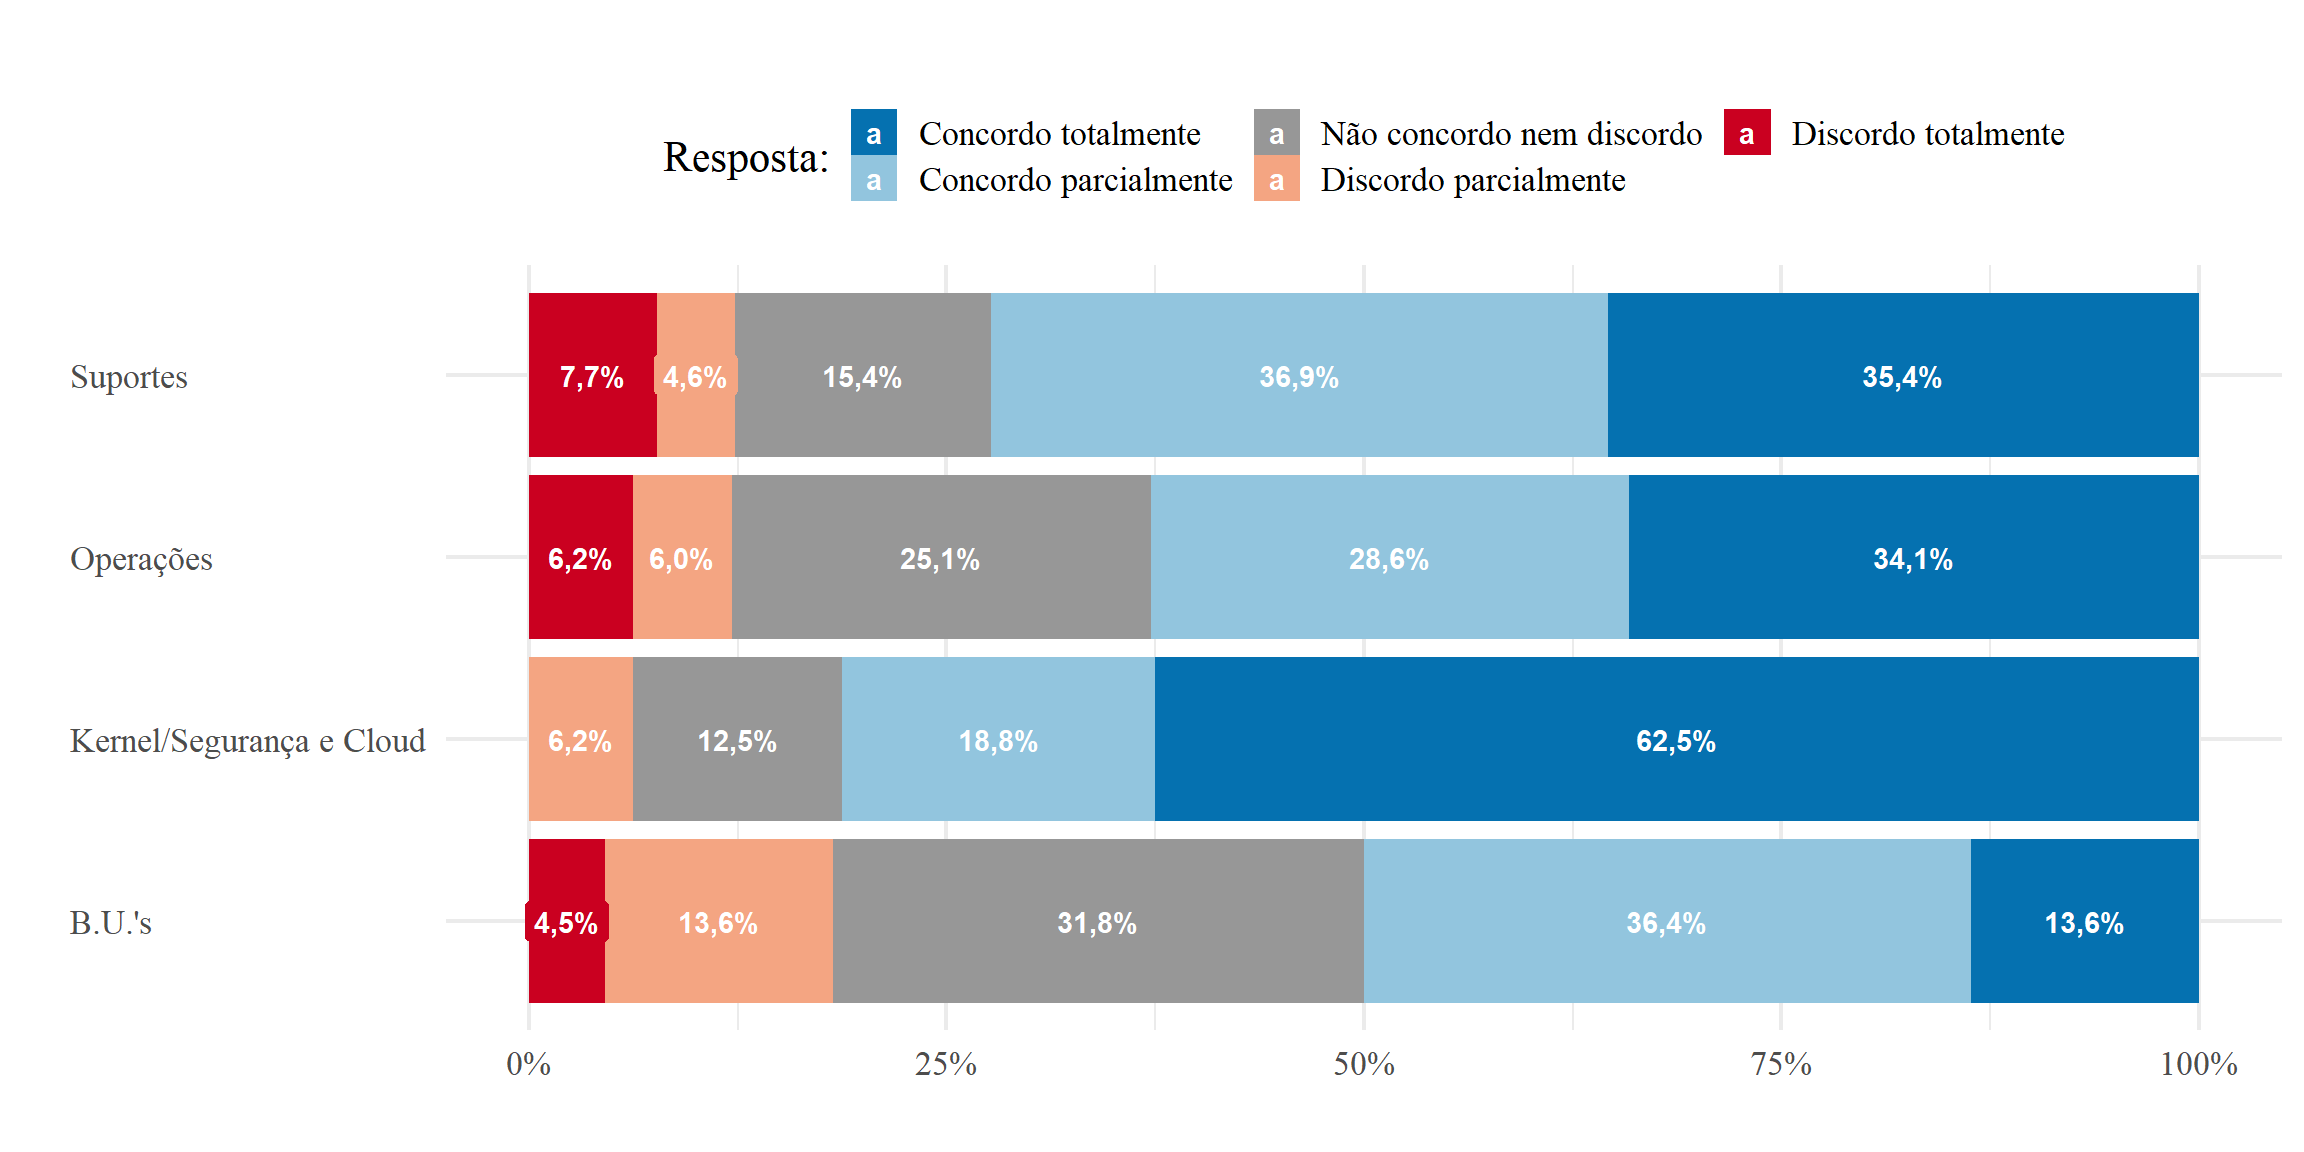 Resposta:
a Concordo totalmente
a Concordo parcialmente
a Não concordo nem discordo
a Discordo parcialmente
a Discordo totalmente
Suportes 7,7% 4,6% 15,4% 36,9% 35,4%
Operações 6,2% 6,0% 25,1% 28,6% 34,1%
Kernel/Segurança e Cloud 6,2% 12,5% 18,8% 62,5%
B.U.'s 4,5% 13,6% 31,8% 36,4% 13,6%
0% 25% 50% 75% 100%